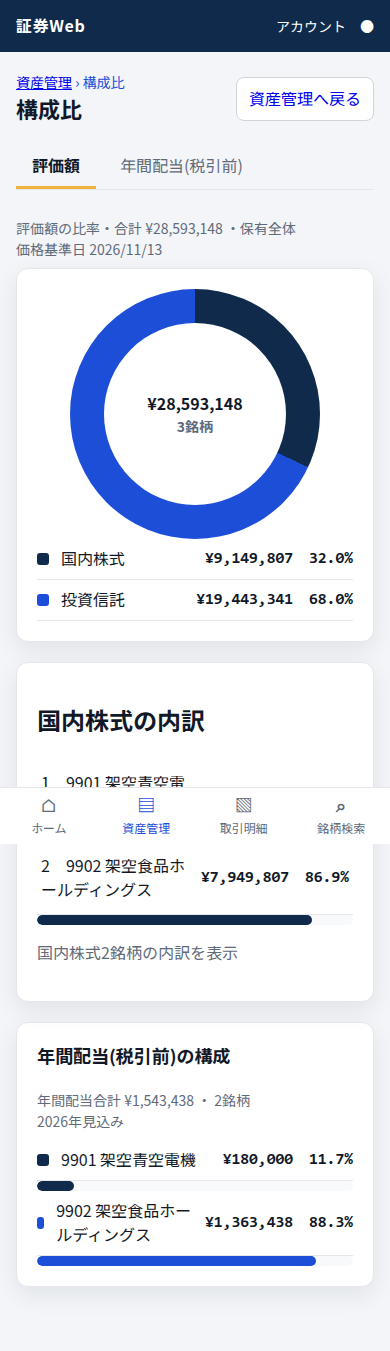 証券Web
アカウント
資産管理 › 構成比
構成比
資産管理へ戻る
評価額 年間配当(税引前)
評価額の比率・合計 ¥28,593,148 ・保有全体
価格基準日 2026/11/13
¥28,593,148
3銘柄
国内株式 ¥9,149,807 32.0%
投資信託 ¥19,443,341 68.0%
国内株式の内訳
1 9901 架空青空電
ホーム 資産管理 取引明細 銘柄検索
2 9902 架空食品ホ
ールディングス ¥7,949,807 86.9%
国内株式2銘柄の内訳を表示
年間配当(税引前)の構成
年間配当合計 ¥1,543,438 ・ 2銘柄
2026年見込み
9901 架空青空電機 ¥180,000 11.7%
9902 架空食品ホー
ルディングス ¥1,363,438 88.3%